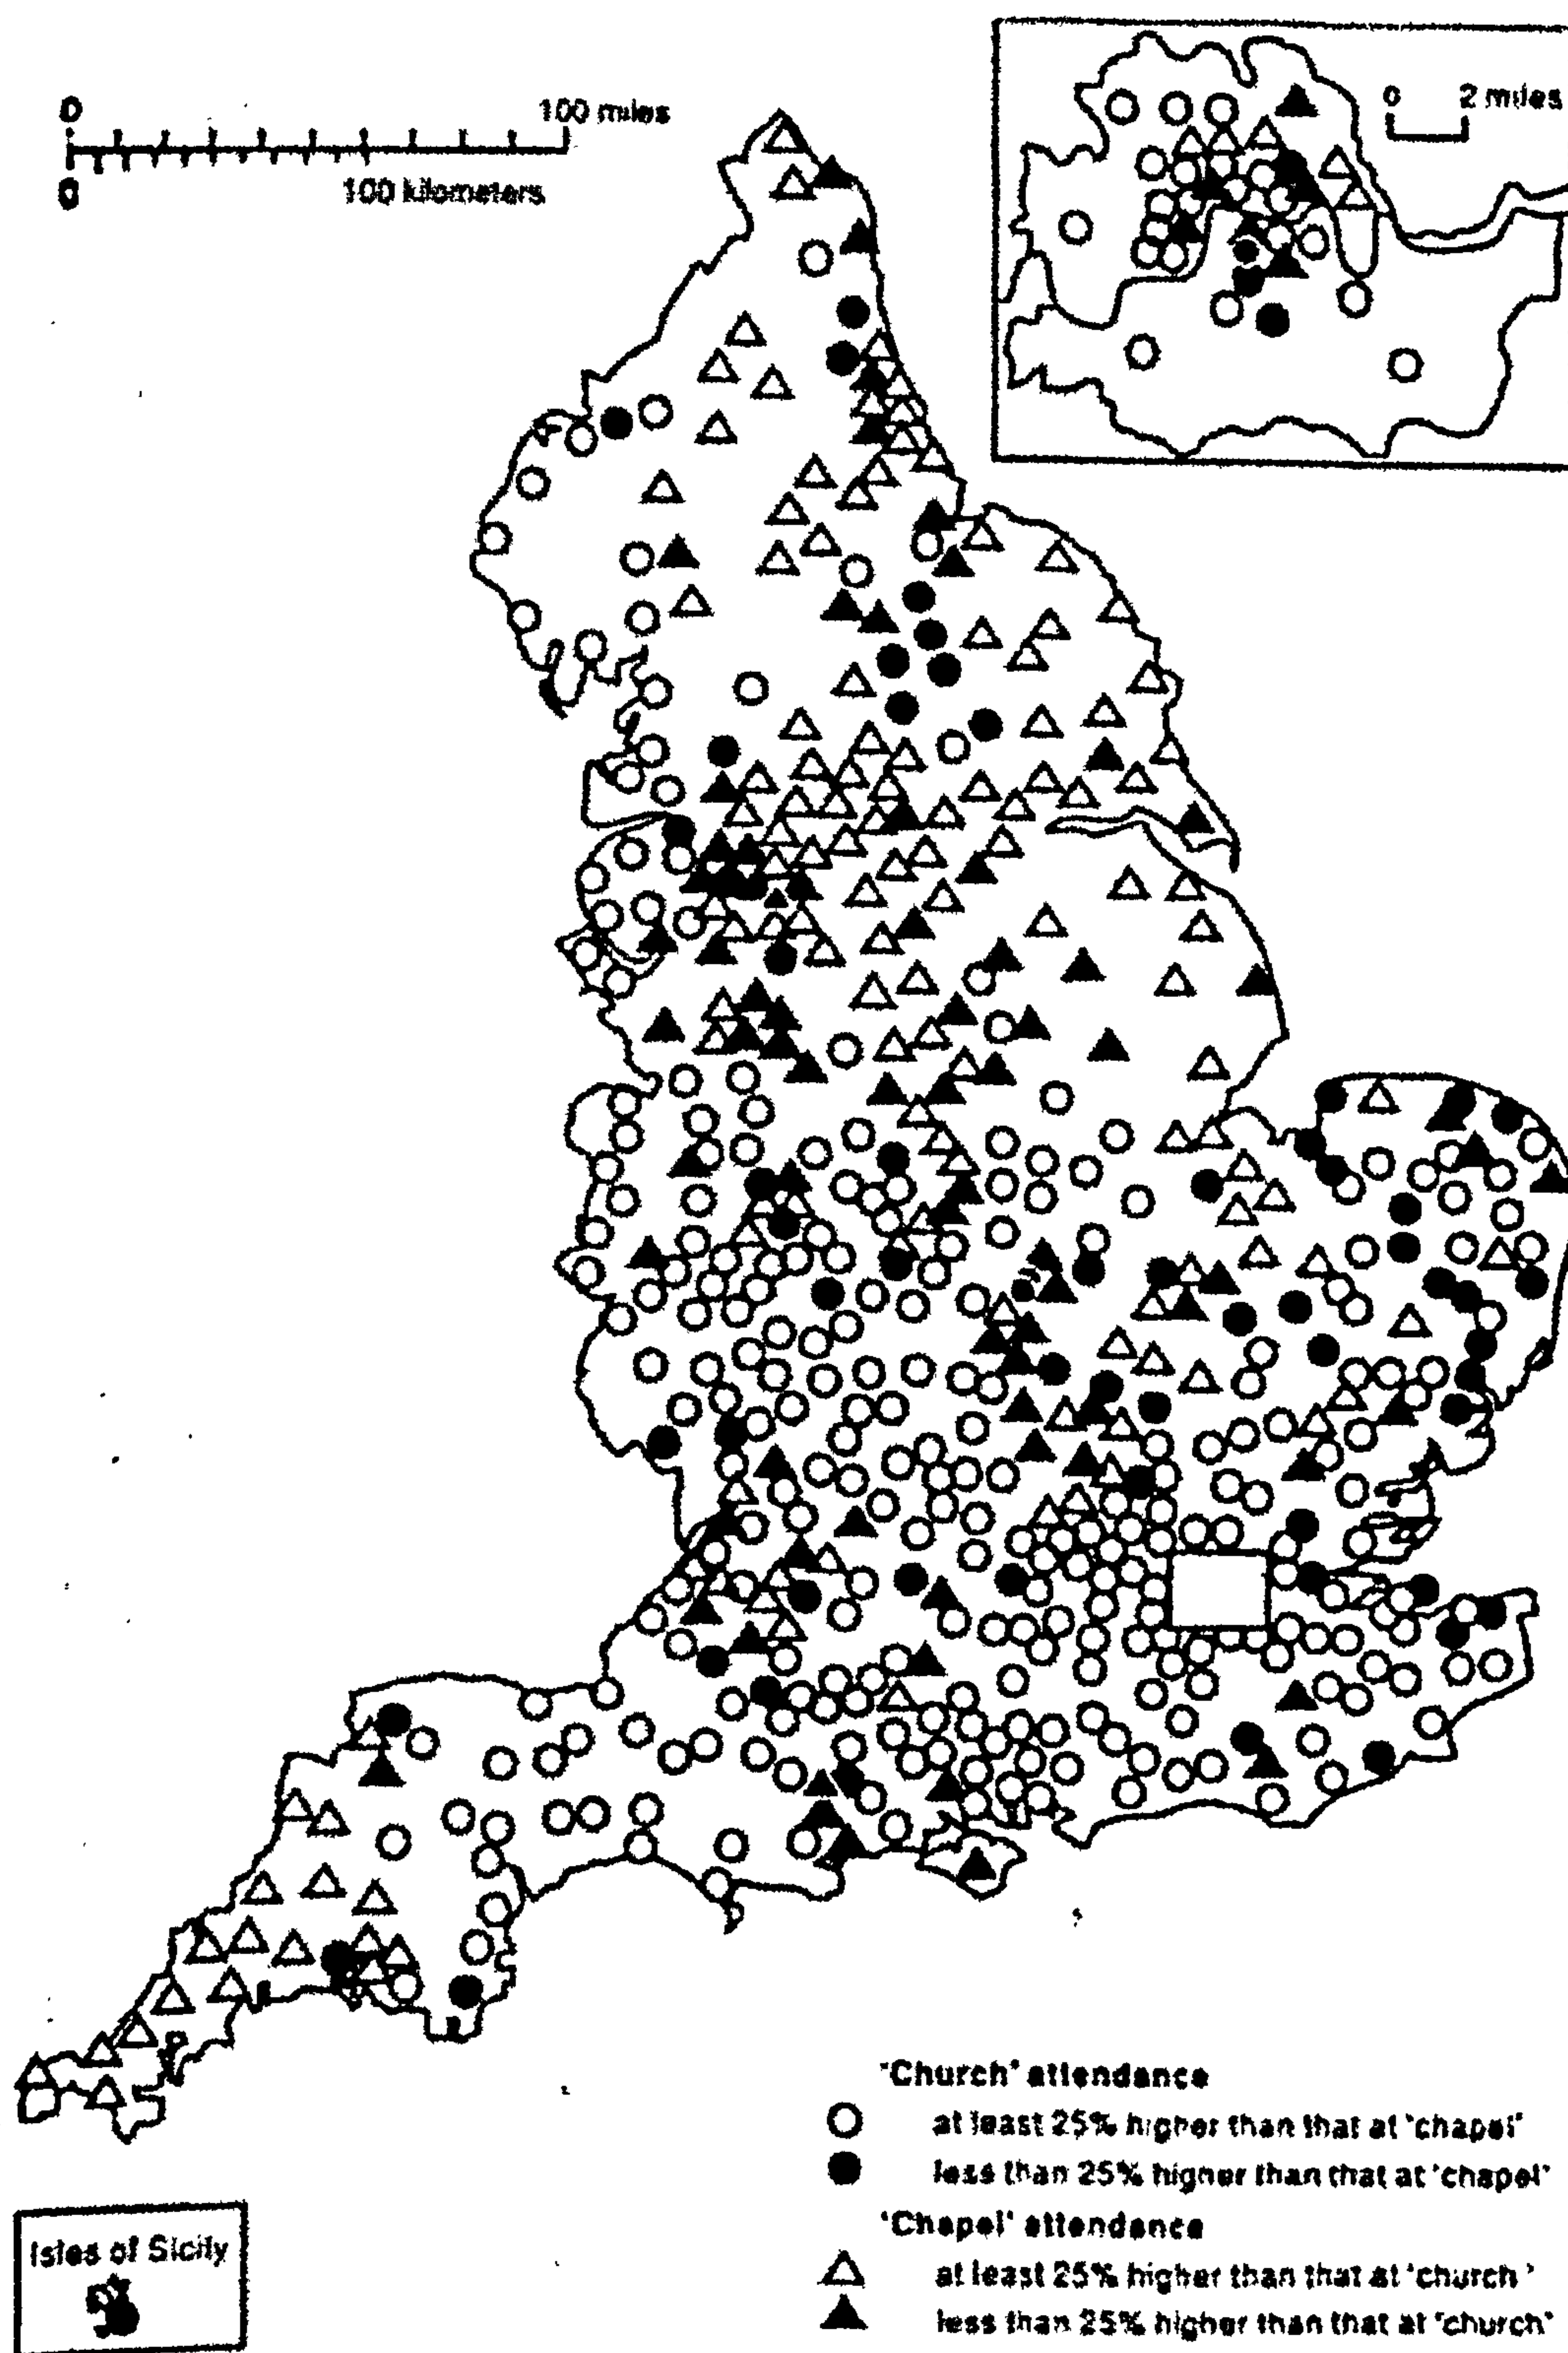 0 100 miles
0 100 kilometers
0 2 miles
'Church' attendance
at least 25% higher than that at 'chapel'
less than 25% higher than that at 'chapel'
'Chapel' attendance
at least 25% higher than that at 'church'
less than 25% higher than that at 'church'
Isles of Sicily